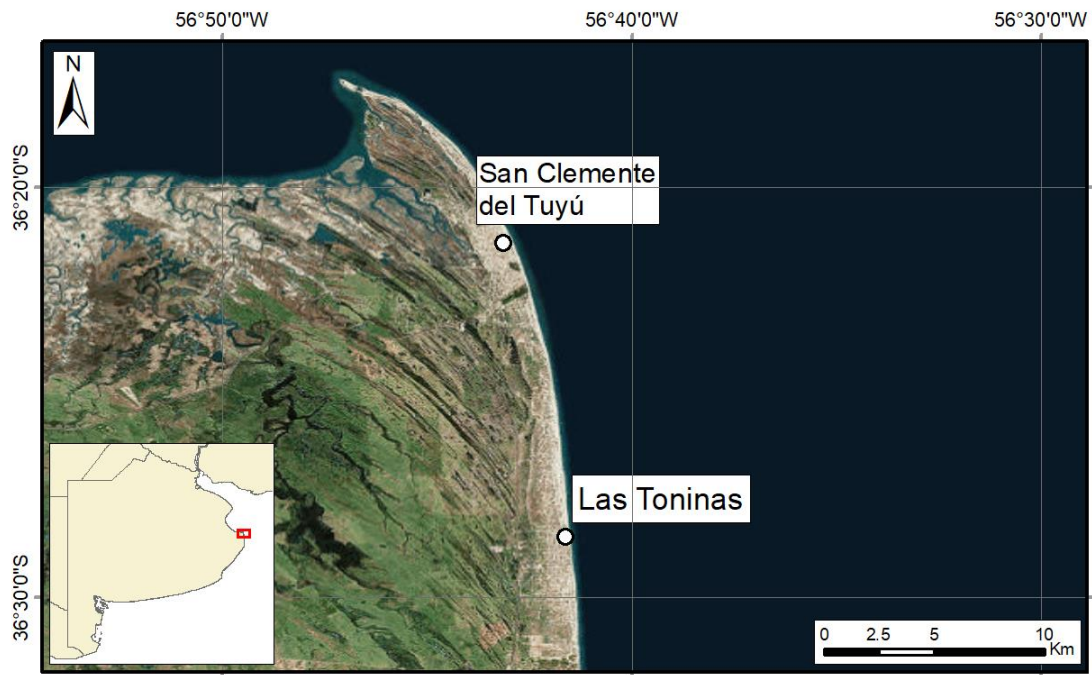 56°50'0"W
56°40'0"W
56°30'0"W
N
36°20'0"S
San Clemente
del Tuyú
Las Toninas
36°30'0"S
0 2.5 5 10
Km